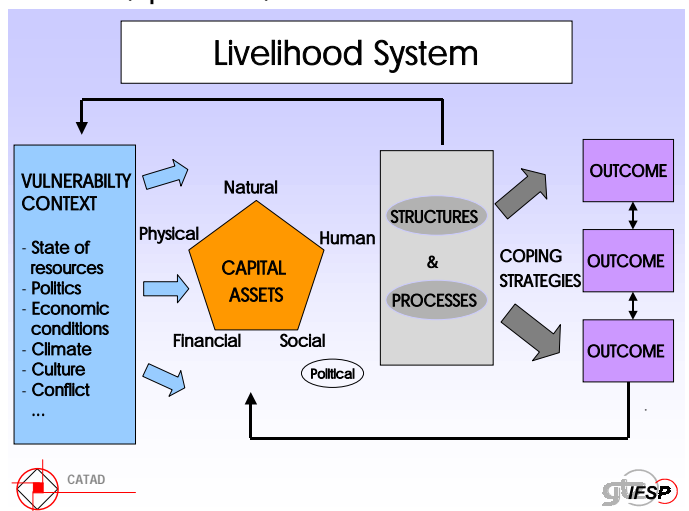 Livelihood System
VULNERABILTY
CONTEXT
- State of
resources
- Politics
- Economic
conditions
- Climate
- Culture
- Conflict
...
Natural
Physical
Human
CAPITAL
ASSETS
Financial
Social
Political
STRUCTURES
&
PROCESSES
COPING
STRATEGIES
OUTCOME
OUTCOME
OUTCOME
CATAD
IFSP